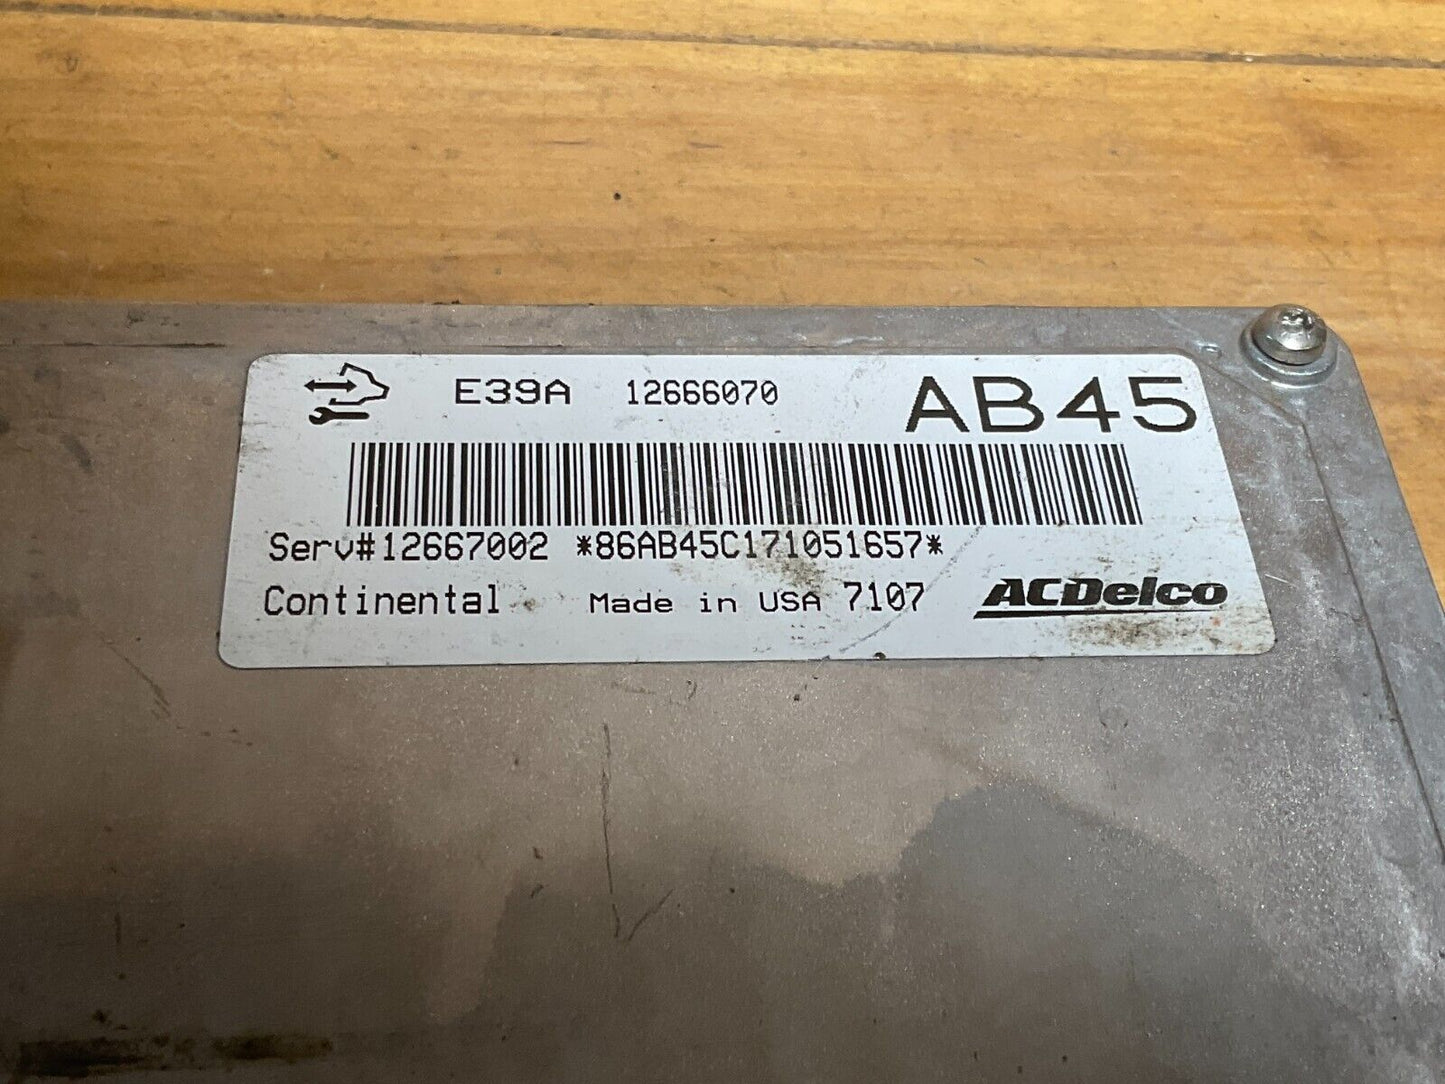 E39A 12666070 AB45
Serv#12667002 *86AB45C171051657*
Continental Made in USA 7107 ACDelco